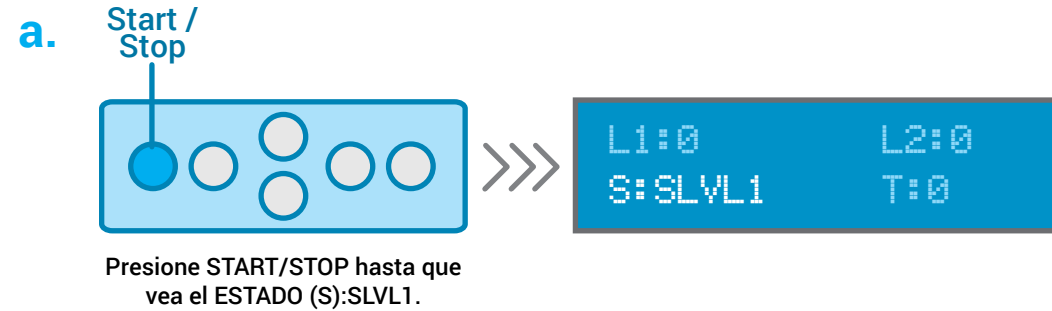 a.
Start /
Stop
L1:0 L2:0
S:SLVL1 T:0
Presione START/STOP hasta que
vea el ESTADO (S):SLVL1.